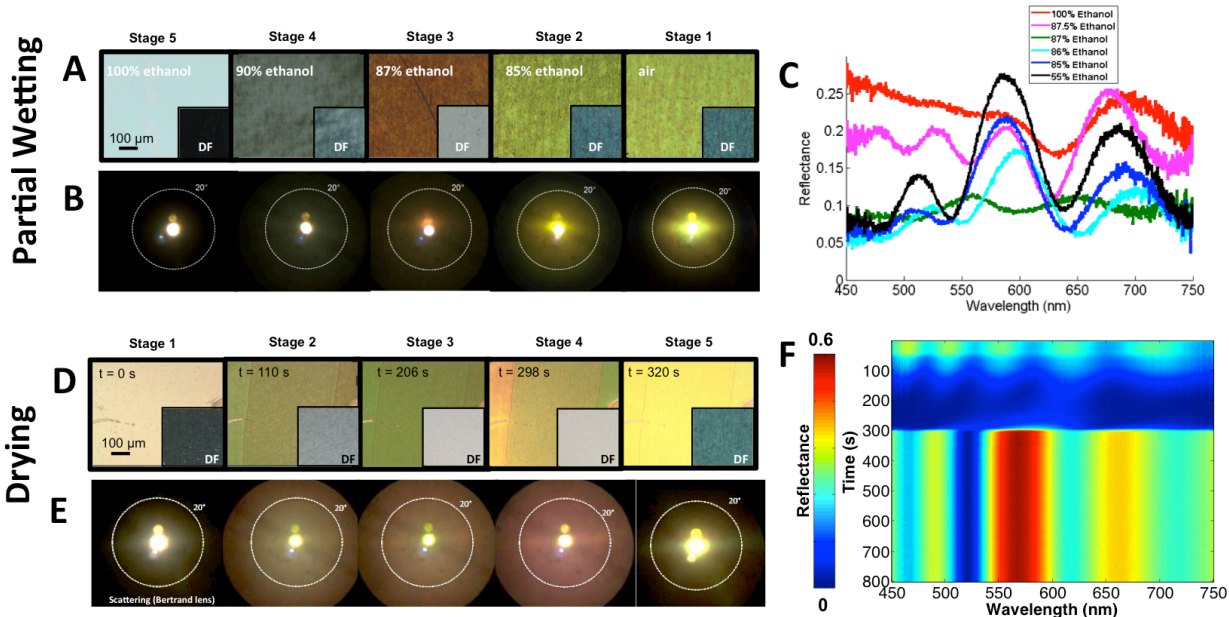 Partial Wetting
A
Stage 5
Stage 4
Stage 3
Stage 2
Stage 1
100% ethanol
90% ethanol
87% ethanol
85% ethanol
air
100 µm
DF
DF
DF
DF
DF
B
20°
20°
20°
20°
20°
C
100% Ethanol
87.5% Ethanol
87% Ethanol
86% Ethanol
85% Ethanol
55% Ethanol
Reflectance
0.25
0.2
0.15
0.1
0.05
0
450 500 550 600 650 700 750
Wavelength (nm)
Drying
D
Stage 1
Stage 2
Stage 3
Stage 4
Stage 5
t = 0 s
t = 110 s
t = 206 s
t = 298 s
t = 320 s
100 µm
DF
DF
DF
DF
DF
E
20°
20°
20°
20°
20°
Scattering (Bertrand lens)
F
0.6
Reflectance
0
Time (s)
100
200
300
400
500
600
700
800
450 500 550 600 650 700 750
Wavelength (nm)